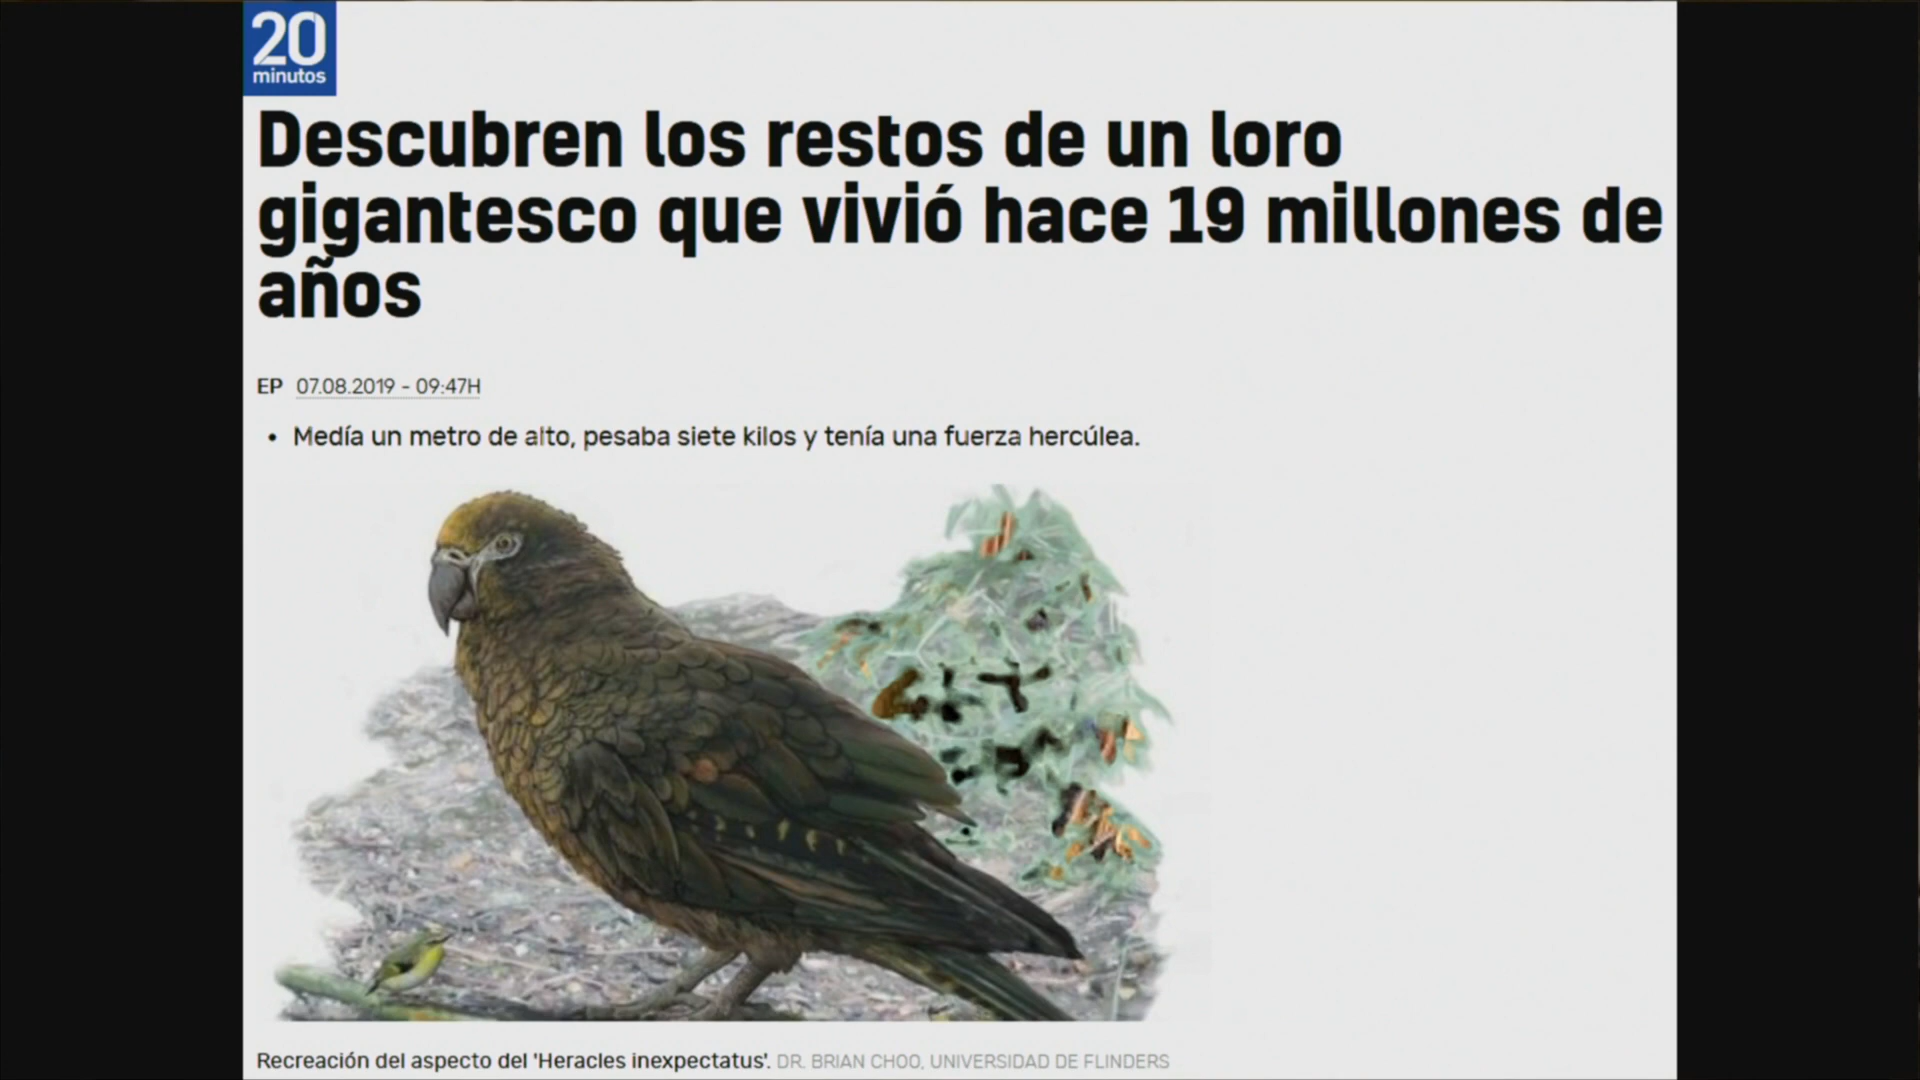 20
minutos
Descubren los restos de un loro
gigantesco que vivió hace 19 millones de
años
EP 07.08.2019 - 09:47H
• Medía un metro de alto, pesaba siete kilos y tenía una fuerza hercúlea.
Recreación del aspecto del 'Heracles inexpectatus'. DR. BRIAN CHOO, UNIVERSIDAD DE FLINDERS